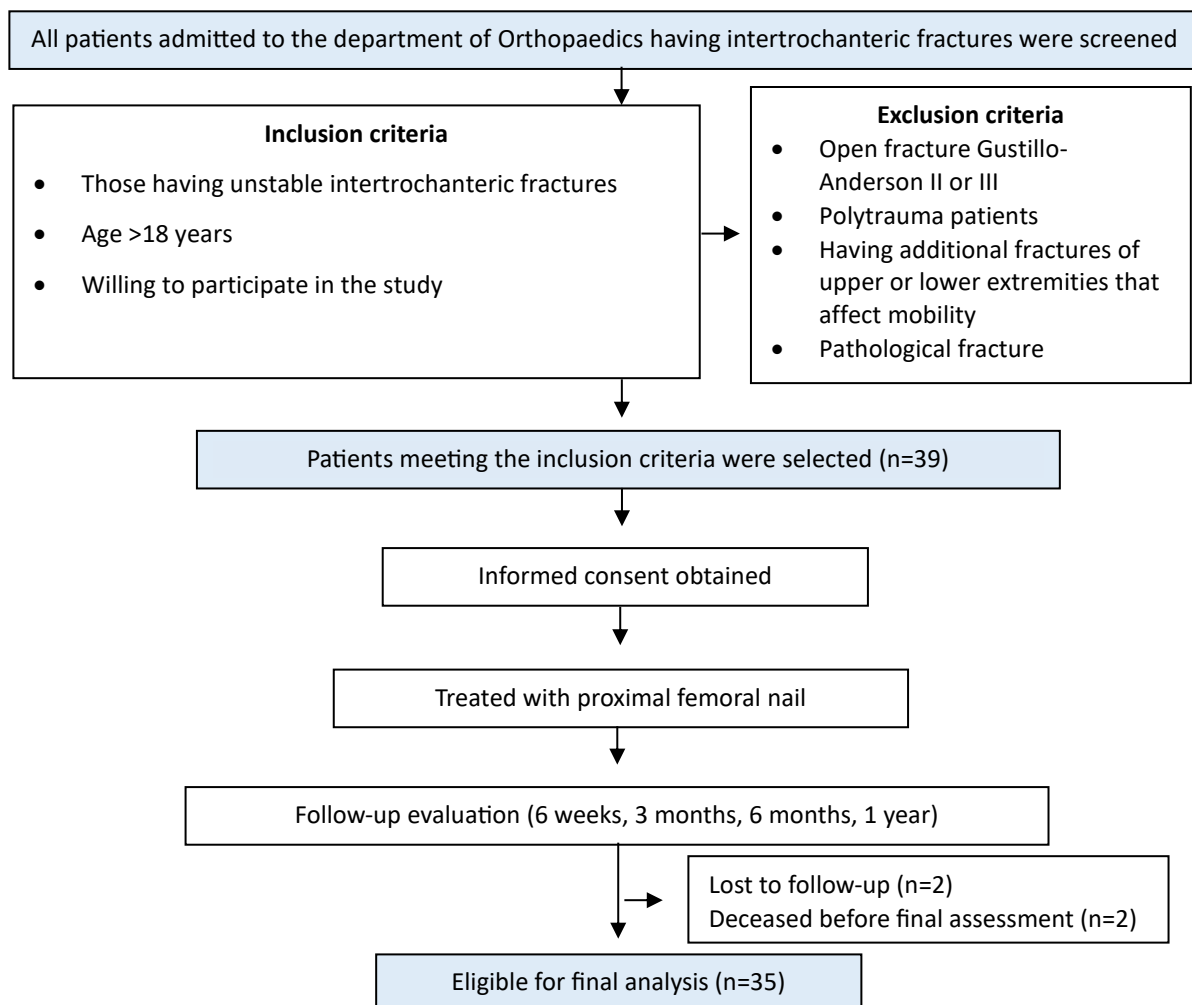 All patients admitted to the department of Orthopaedics having intertrochanteric fractures were screened
Inclusion criteria
• Those having unstable intertrochanteric fractures
• Age >18 years
• Willing to participate in the study
Exclusion criteria
• Open fracture Gustillo-
Anderson II or III
• Polytrauma patients
• Having additional fractures of
upper or lower extremities that
affect mobility
• Pathological fracture
Patients meeting the inclusion criteria were selected (n=39)
Informed consent obtained
Treated with proximal femoral nail
Follow-up evaluation (6 weeks, 3 months, 6 months, 1 year)
Lost to follow-up (n=2)
Deceased before final assessment (n=2)
Eligible for final analysis (n=35)